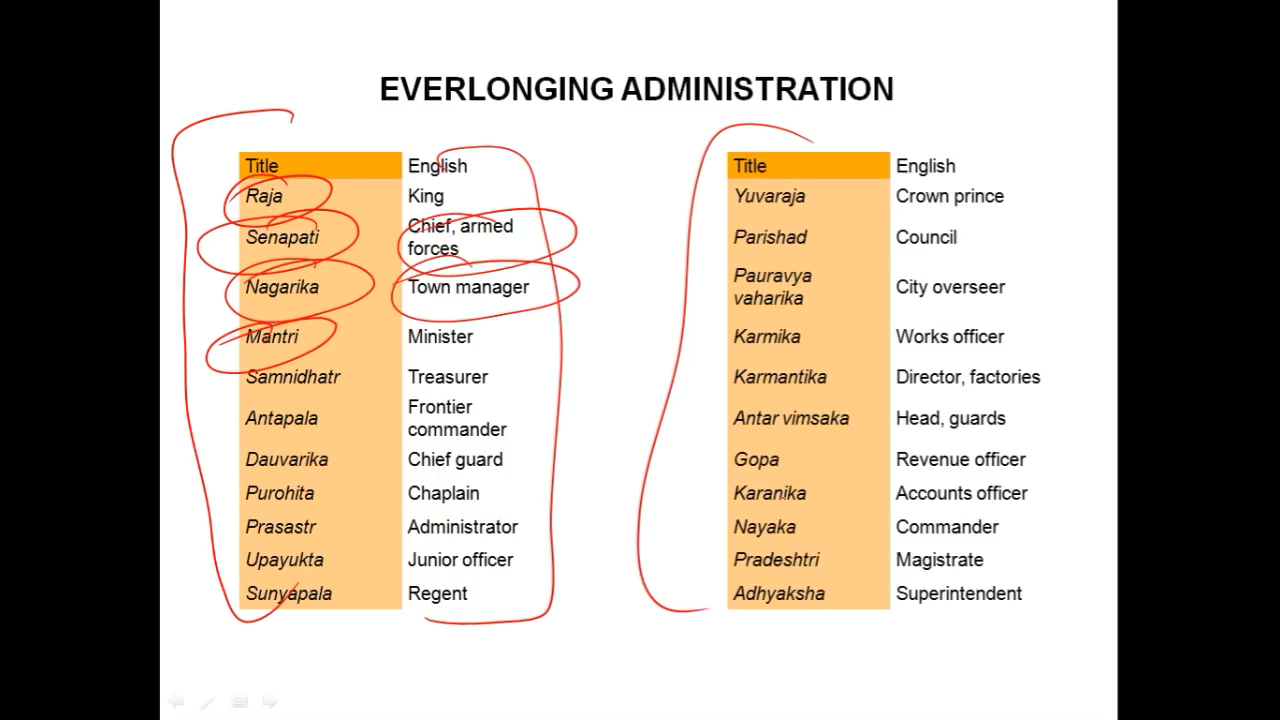 EVERLONGING ADMINISTRATION
Title English
Raja King
Senapati Chief, armed
forces
Nagarika Town manager
Mantri Minister
Samnidhatr Treasurer
Antapala Frontier
commander
Dauvarika Chief guard
Purohita Chaplain
Prasastr Administrator
Upayukta Junior officer
Sunyapala Regent
Title English
Yuvaraja Crown prince
Parishad Council
Pauravya
vaharika City overseer
Karmika Works officer
Karmantika Director, factories
Antar vimsaka Head, guards
Gopa Revenue officer
Karanika Accounts officer
Nayaka Commander
Pradeshtri Magistrate
Adhyaksha Superintendent